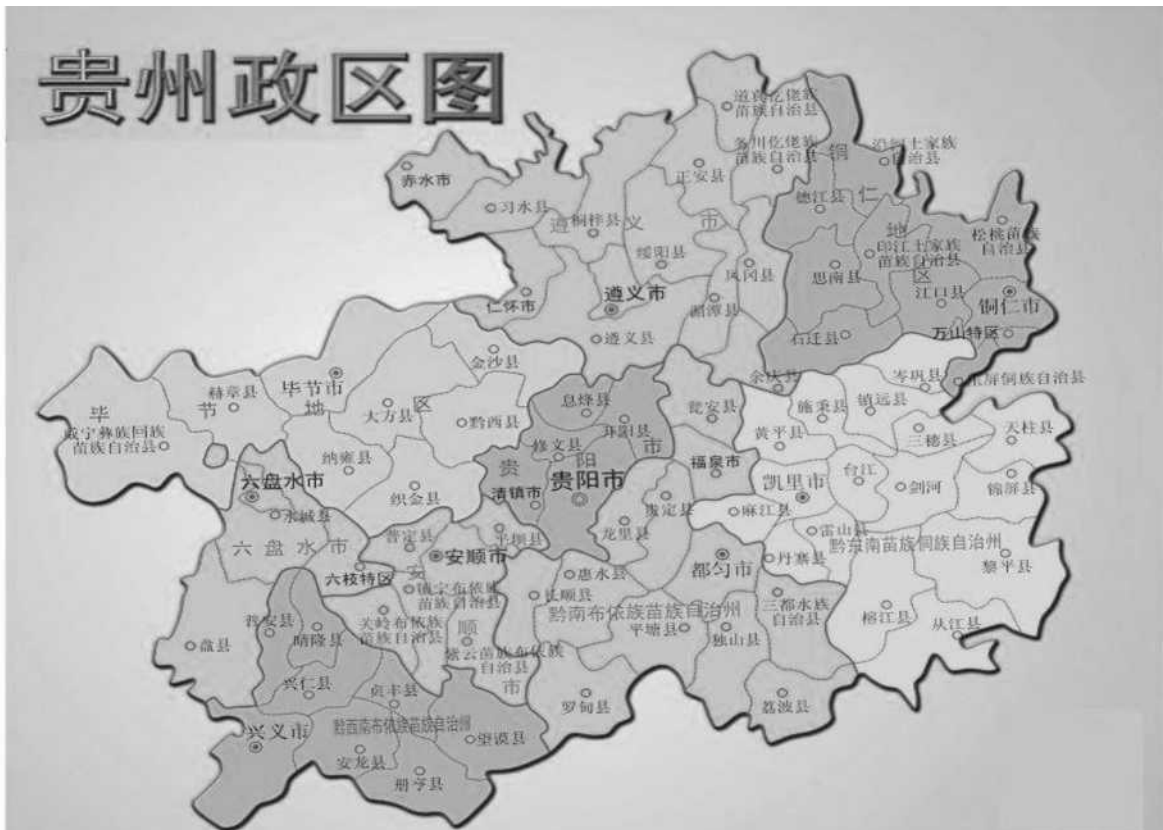 贵州政区图
道真仡佬族
苗族自治县
务川仡佬族
苗族自治县
铜
沿河土家族
自治县
赤水市
正安县
德江县
仁
习水县
桐梓县
遵
义
市
地
松桃苗族
自治县
印江土家族
苗族自治县
绥阳县
凤冈县
思南县
区
江口县
仁怀市
遵义市
湄潭县
铜仁市
遵义县
石迁县
万山特区
金沙县
余庆县
岑巩县
玉屏侗族自治县
毕节市
赫章县
毕
节
地
区
大方县
黔西县
息烽县
瓮安县
施秉县
镇远县
开阳县
市
黄平县
三穗县
天柱县
威宁彝族回族
苗族自治县
修文县
阳
贵
纳雍县
福泉市
台江
六盘水市
贵阳市
凯里市
剑河
锦屏县
织金县
清镇市
贵定县
麻江县
水城县
雷山县
普定县
平坝县
龙里县
六盘水市
安顺市
黔东南苗族侗族自治州
都匀市
丹寨县
黎平县
六枝特区
安
惠水县
镇宁布依族
苗族自治县
长顺县
三都水族
自治县
榕江县
黔南布依族苗族自治州
普安县
晴隆县
关岭布依族
苗族自治县
顺
平塘县
独山县
从江县
盘县
紫云苗族布依族
自治县
兴仁县
贞丰县
市
罗甸县
荔波县
兴义市
黔西南布依族苗族自治州
望谟县
安龙县
册亨县